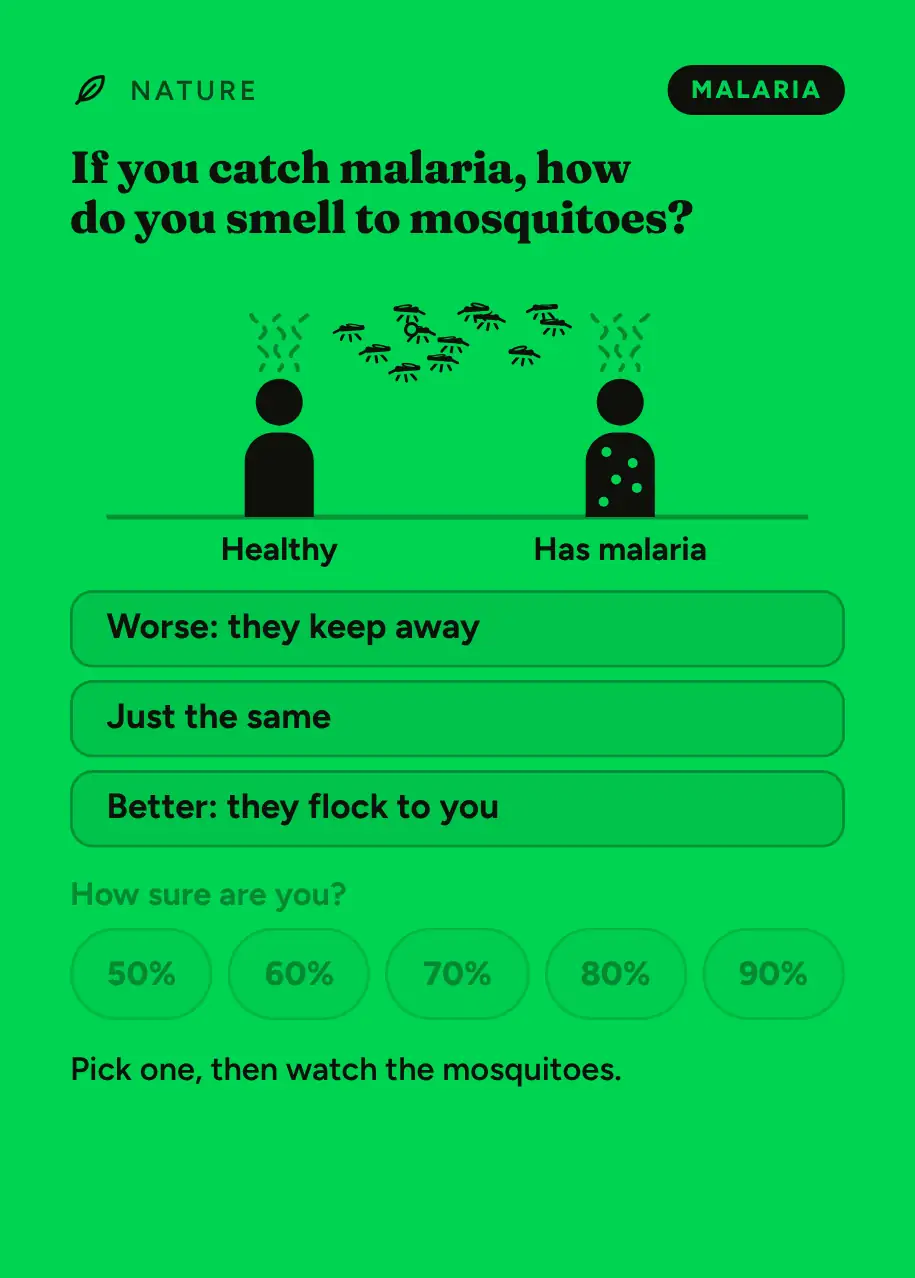 NATURE
MALARIA
If you catch malaria, how
do you smell to mosquitoes?
Healthy
Has malaria
Worse: they keep away
Just the same
Better: they flock to you
How sure are you?
50%
60%
70%
80%
90%
Pick one, then watch the mosquitoes.